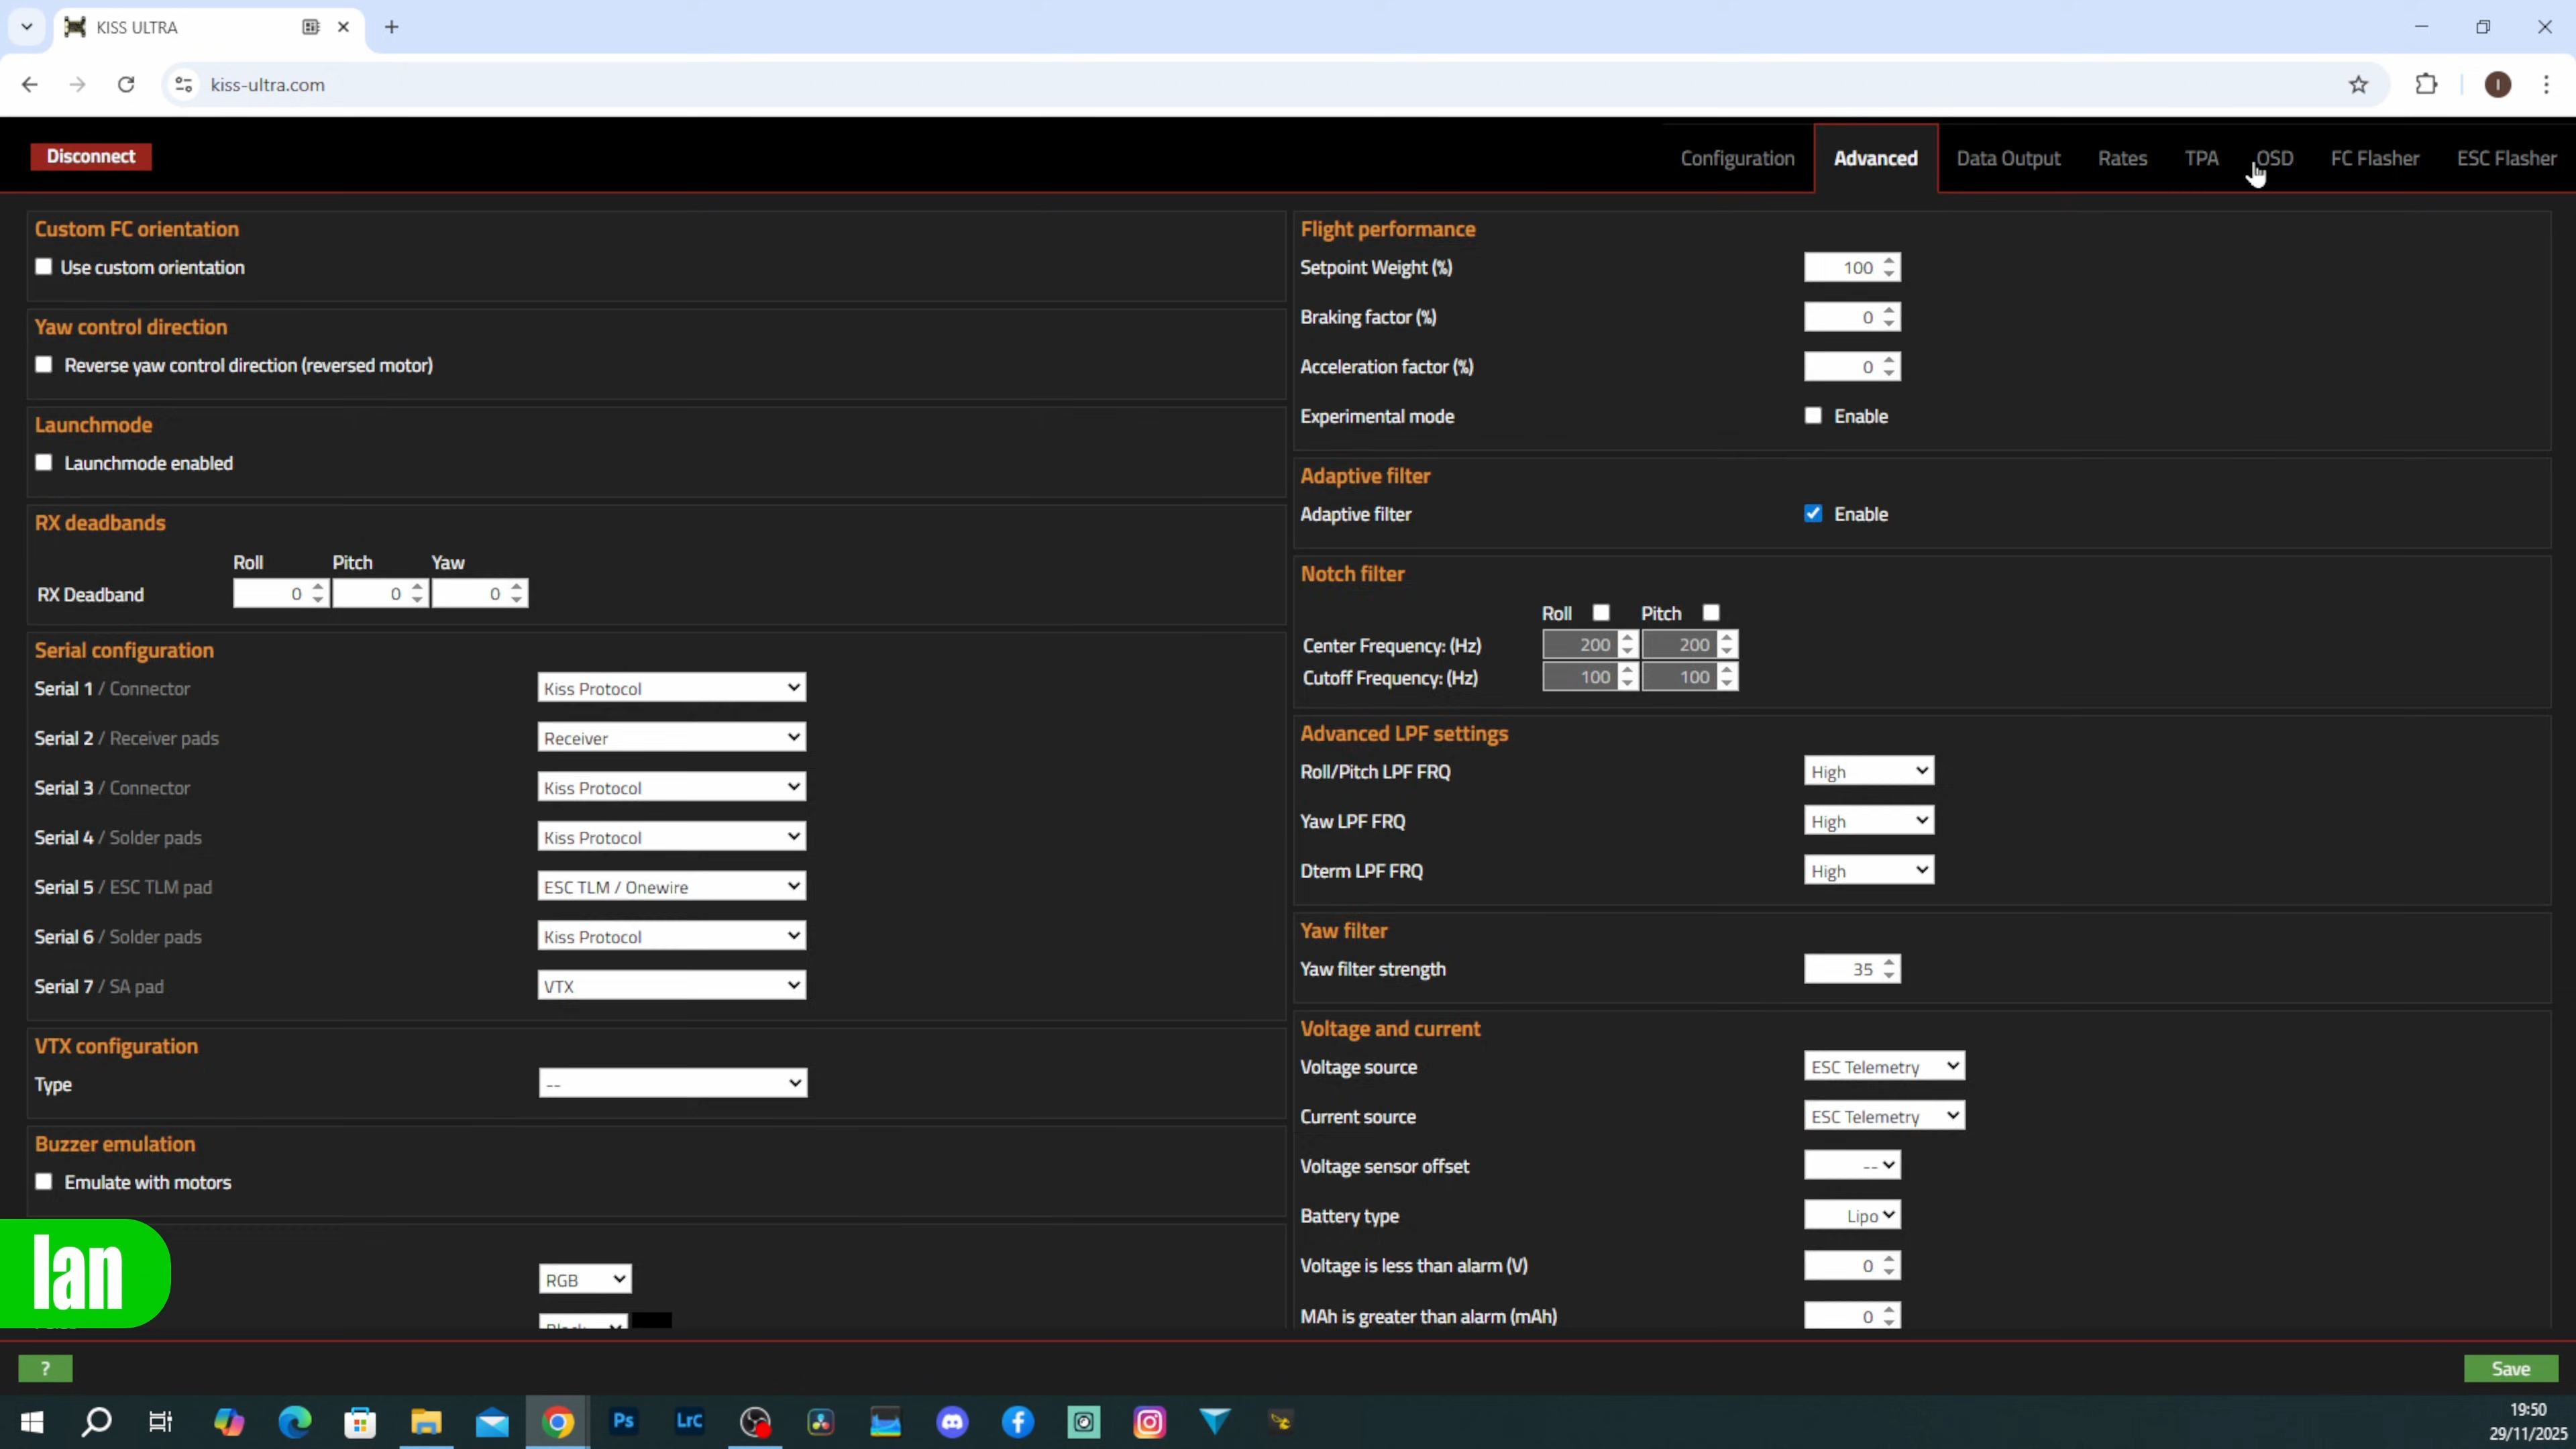 KISS ULTRA
kiss-ultra.com
I
Disconnect
Configuration
Advanced
Data Output
Rates
TPA
OSD
FC Flasher
ESC Flasher
Custom FC orientation
Use custom orientation
Yaw control direction
Reverse yaw control direction (reversed motor)
Launchmode
Launchmode enabled
RX deadbands
Roll Pitch Yaw
RX Deadband 0 0 0
Serial configuration
Serial 1 / Connector Kiss Protocol
Serial 2 / Receiver pads Receiver
Serial 3 / Connector Kiss Protocol
Serial 4 / Solder pads Kiss Protocol
Serial 5 / ESC TLM pad ESC TLM / Onewire
Serial 6 / Solder pads Kiss Protocol
Serial 7 / SA pad VTX
VTX configuration
Type --
Buzzer emulation
Emulate with motors
RGB
Ian
Flight performance
Setpoint Weight (%) 100
Braking factor (%) 0
Acceleration factor (%) 0
Experimental mode Enable
Adaptive filter
Adaptive filter Enable
Notch filter
Roll Pitch
Center Frequency: (Hz) 200 200
Cutoff Frequency: (Hz) 100 100
Advanced LPF settings
Roll/Pitch LPF FRQ High
Yaw LPF FRQ High
Dterm LPF FRQ High
Yaw filter
Yaw filter strength 35
Voltage and current
Voltage source ESC Telemetry
Current source ESC Telemetry
Voltage sensor offset --
Battery type Lipo
Voltage is less than alarm (V) 0
MAh is greater than alarm (mAh) 0
?
Save
Ps
LrC
19:50
29/11/2025